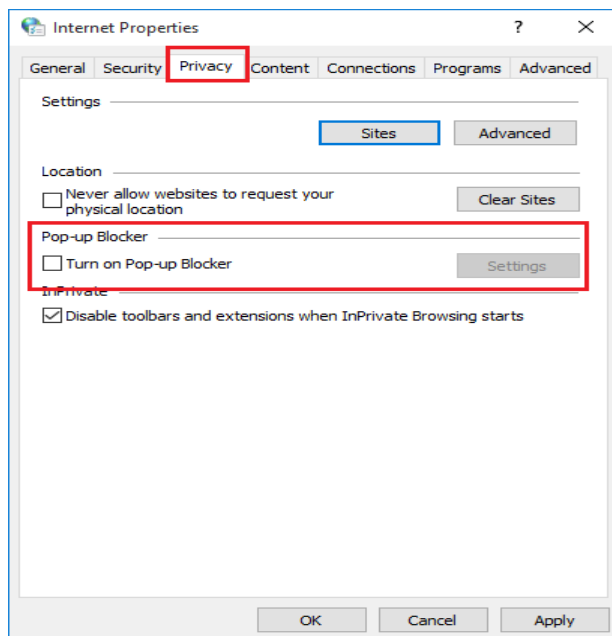 Internet Properties
?
General Security Privacy Content Connections Programs Advanced
Settings
Sites Advanced
Location
Never allow websites to request your
physical location
Clear Sites
Pop-up Blocker
Turn on Pop-up Blocker
Settings
InPrivate
Disable toolbars and extensions when InPrivate Browsing starts
OK Cancel Apply